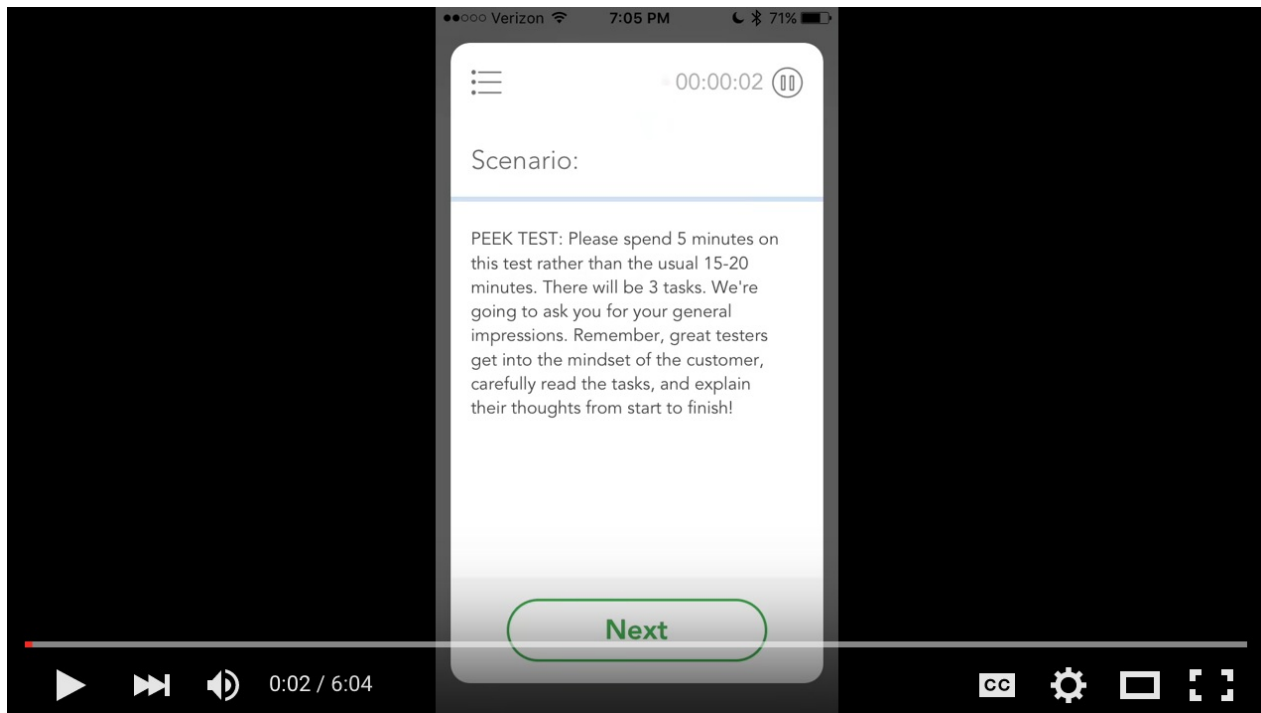 Verizon 7:05 PM 71%
00:00:02
Scenario:
PEEK TEST: Please spend 5 minutes on
this test rather than the usual 15-20
minutes. There will be 3 tasks. We're
going to ask you for your general
impressions. Remember, great testers
get into the mindset of the customer,
carefully read the tasks, and explain
their thoughts from start to finish!
Next
0:02 / 6:04 CC